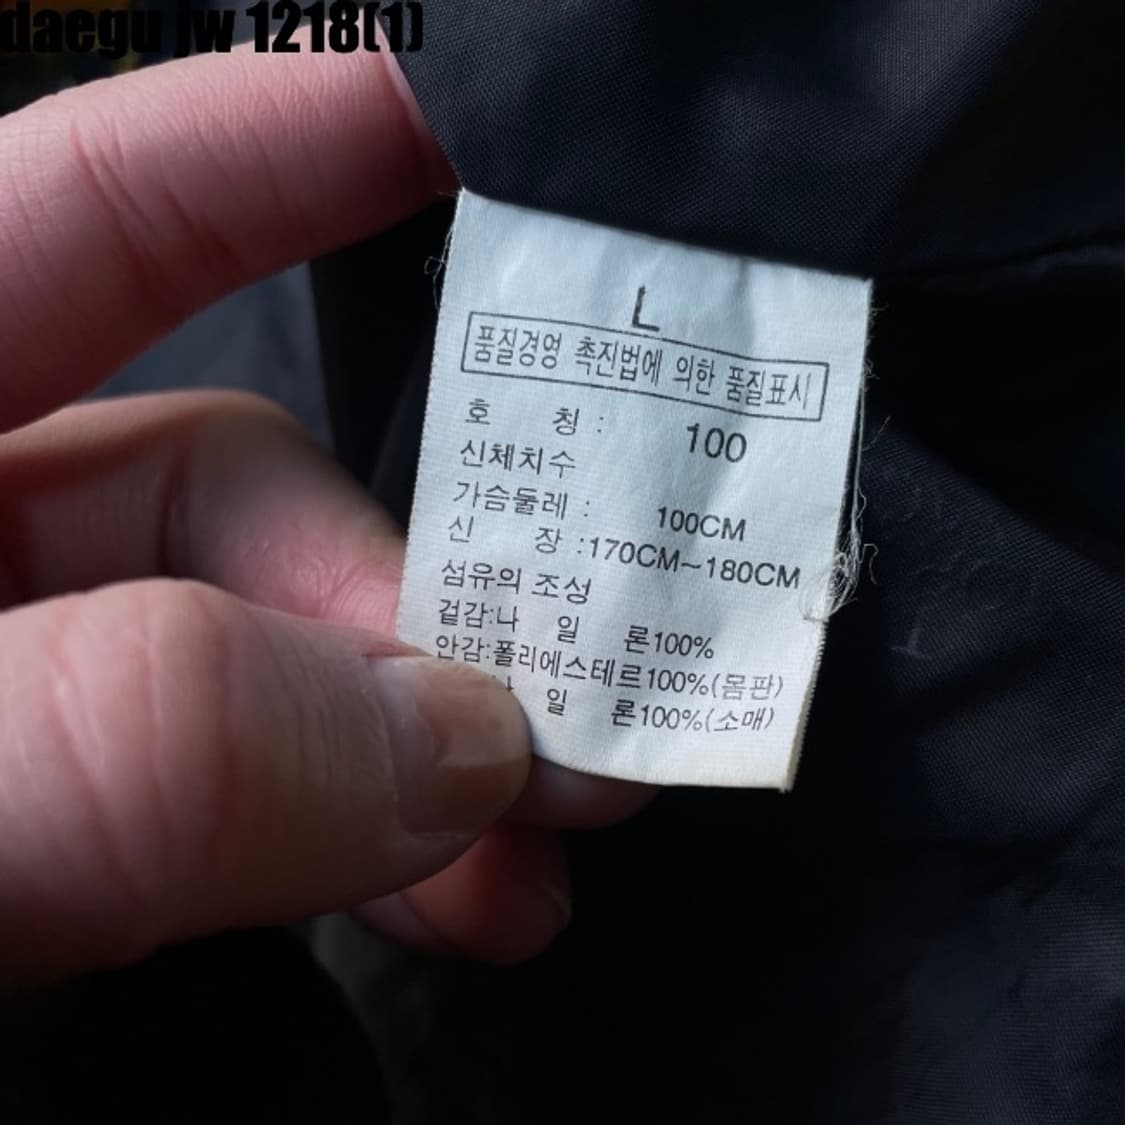 daegu jw 1218(1)
L
품질경영 촉진법에 의한 품질표시
호 칭 : 100
신체치수
가슴둘레 : 100CM
신 장 :170CM~180CM
섬유의 조성
겉감:나 일 론100%
안감:폴리에스테르100%(몸판)
일 론100%(소매)